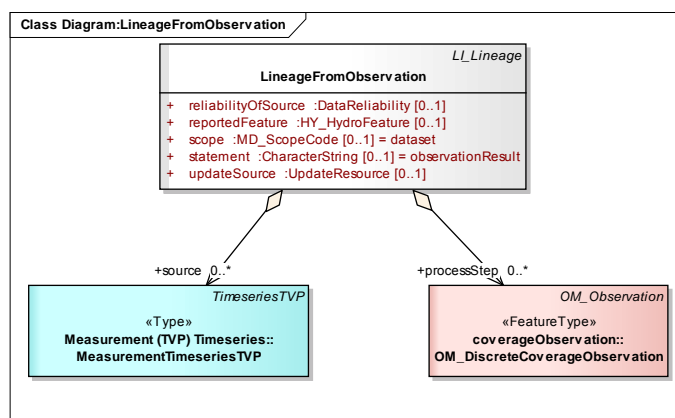 Class Diagram:LineageFromObservation
LI_Lineage
LineageFromObservation
+ reliabilityOfSource :DataReliability [0..1]
+ reportedFeature :HY_HydroFeature [0..1]
+ scope :MD_ScopeCode [0..1] = dataset
+ statement :CharacterString [0..1] = observationResult
+ updateSource :UpdateResource [0..1]
+source 0..*
+processStep 0..*
TimeseriesTVP
«Type»
Measurement (TVP) Timeseries::
MeasurementTimeseriesTVP
OM_Observation
«FeatureType»
coverageObservation::
OM_DiscreteCoverageObservation